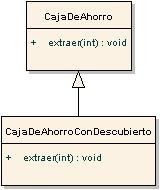 CajaDeAhorro
+ extraer(int) : void
CajaDeAhorroConDescubierto
+ extraer(int) : void